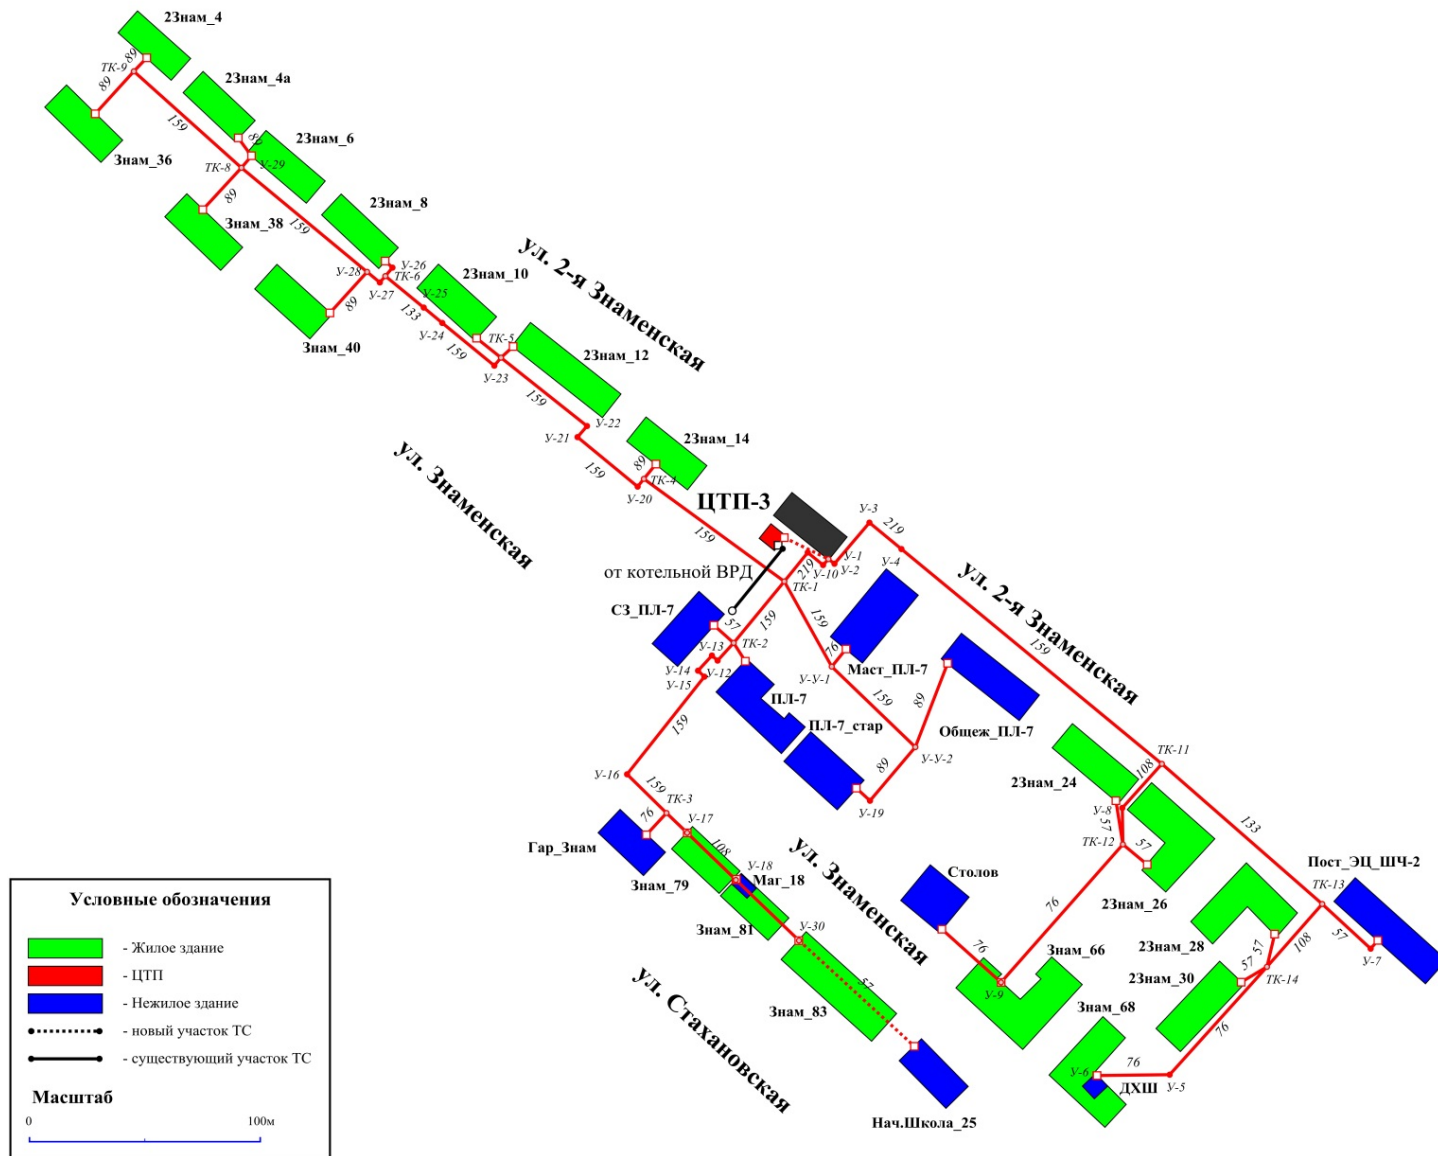 2Знам_4
89
ТК-9
89
2Знам_4а
159
89
2Знам_6
Знам_36
ТК-8
У-29
89
2Знам_8
Знам_38
159
ул. 2-я Знаменская
У-28
У-26
ТК-6
2Знам_10
У-27
У-25
89
133
Знам_40
У-24
ТК-5
159
2Знам_12
У-23
159
У-22
У-21
2Знам_14
ул. Знаменская
89
159
ТК-4
У-20
ЦТП-3
У-3
219
159
У-1
У-4
от котельной ВРД
219
У-10
У-2
ТК-1
ул. 2-я Знаменская
СЗ_ПЛ-7
57
159
159
ТК-2
159
У-13
76
Маст_ПЛ-7
У-14
У-12
У-У-1
У-15
ПЛ-7
159
89
ПЛ-7_стар
Общеж_ПЛ-7
159
У-У-2
ТК-11
89
108
У-16
159
2Знам_24
ТК-3
У-19
У-8
133
57
76
У-17
ТК-12
57
Гар_Знам
108
ул. Знаменская
Пост_ЭЦ_ШЧ-2
Знам_79
У-18
Маг_18
Столов
2Знам_26
ТК-13
76
Знам_81
У-30
76
Знам_66
2Знам_28
57
108
57
У-7
ул. Стахановская
57
У-9
2Знам_30
57
ТК-14
Знам_83
Знам_68
76
76
У-6
ДХШ
У-5
Нач.Школа_25
Условные обозначения
- Жилое здание
- ЦТП
- Нежилое здание
- новый участок ТС
- существующий участок ТС
Масштаб
0
100м